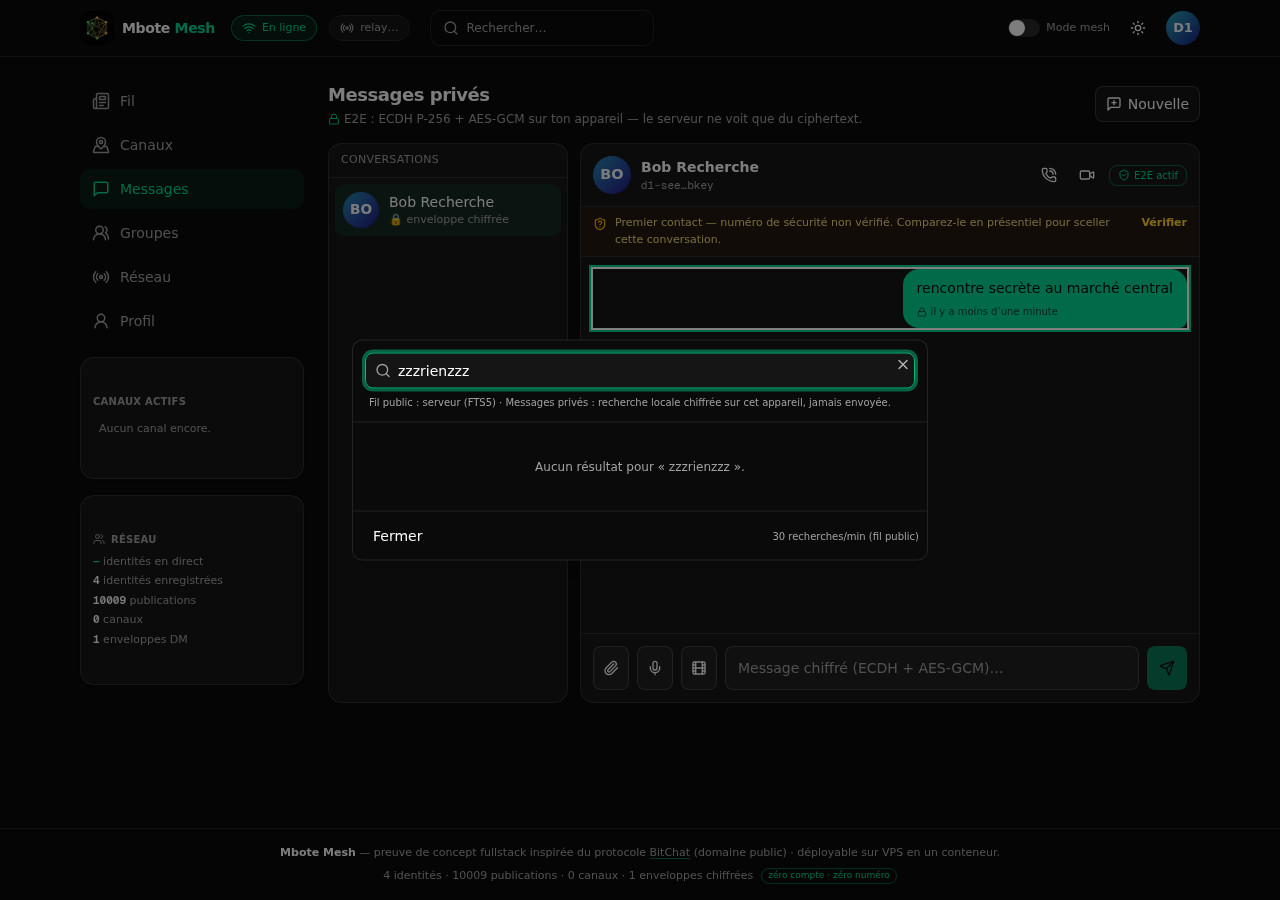 Mbote Mesh
En ligne
relay…
Rechercher…
Mode mesh
D1
Fil
Canaux
Messages
Groupes
Réseau
Profil
CANAUX ACTIFS
Aucun canal encore.
RÉSEAU
— identités en direct
4 identités enregistrées
10009 publications
0 canaux
1 enveloppes DM
Messages privés
E2E : ECDH P-256 + AES-GCM sur ton appareil — le serveur ne voit que du ciphertext.
Nouvelle
CONVERSATIONS
BO
Bob Recherche
🔒 enveloppe chiffrée
BO
Bob Recherche
d1-see…bkey
E2E actif
Premier contact — numéro de sécurité non vérifié. Comparez-le en présentiel pour sceller
cette conversation.
Vérifier
rencontre secrète au marché central
il y a moins d’une minute
zzzrienzzz
Fil public : serveur (FTS5) · Messages privés : recherche locale chiffrée sur cet appareil, jamais envoyée.
Aucun résultat pour « zzzrienzzz ».
Fermer
30 recherches/min (fil public)
Message chiffré (ECDH + AES-GCM)…
Mbote Mesh — preuve de concept fullstack inspirée du protocole BitChat (domaine public) · déployable sur VPS en un conteneur.
4 identités · 10009 publications · 0 canaux · 1 enveloppes chiffrées
zéro compte · zéro numéro